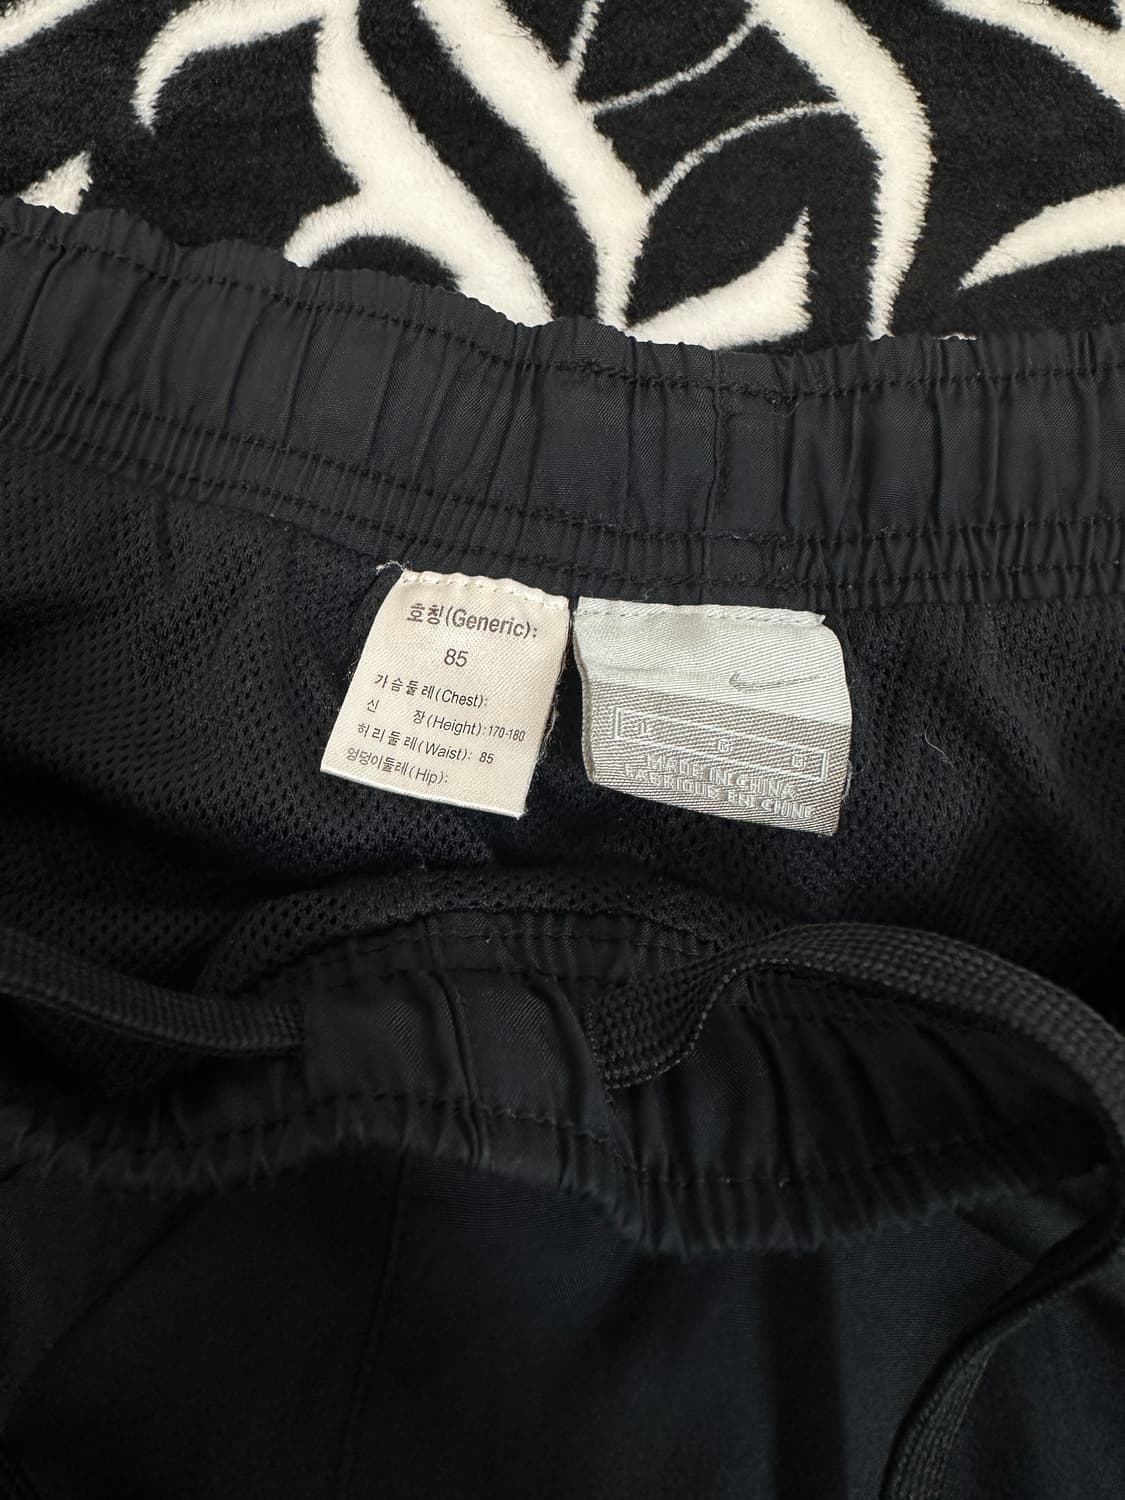 호칭(Generic):
85
가슴둘레(Chest):
신 장(Height):170-180
허리둘레(Waist): 85
엉덩이둘레(Hip):
MADE IN CHINA
FABRIQUÉ EN CHINE